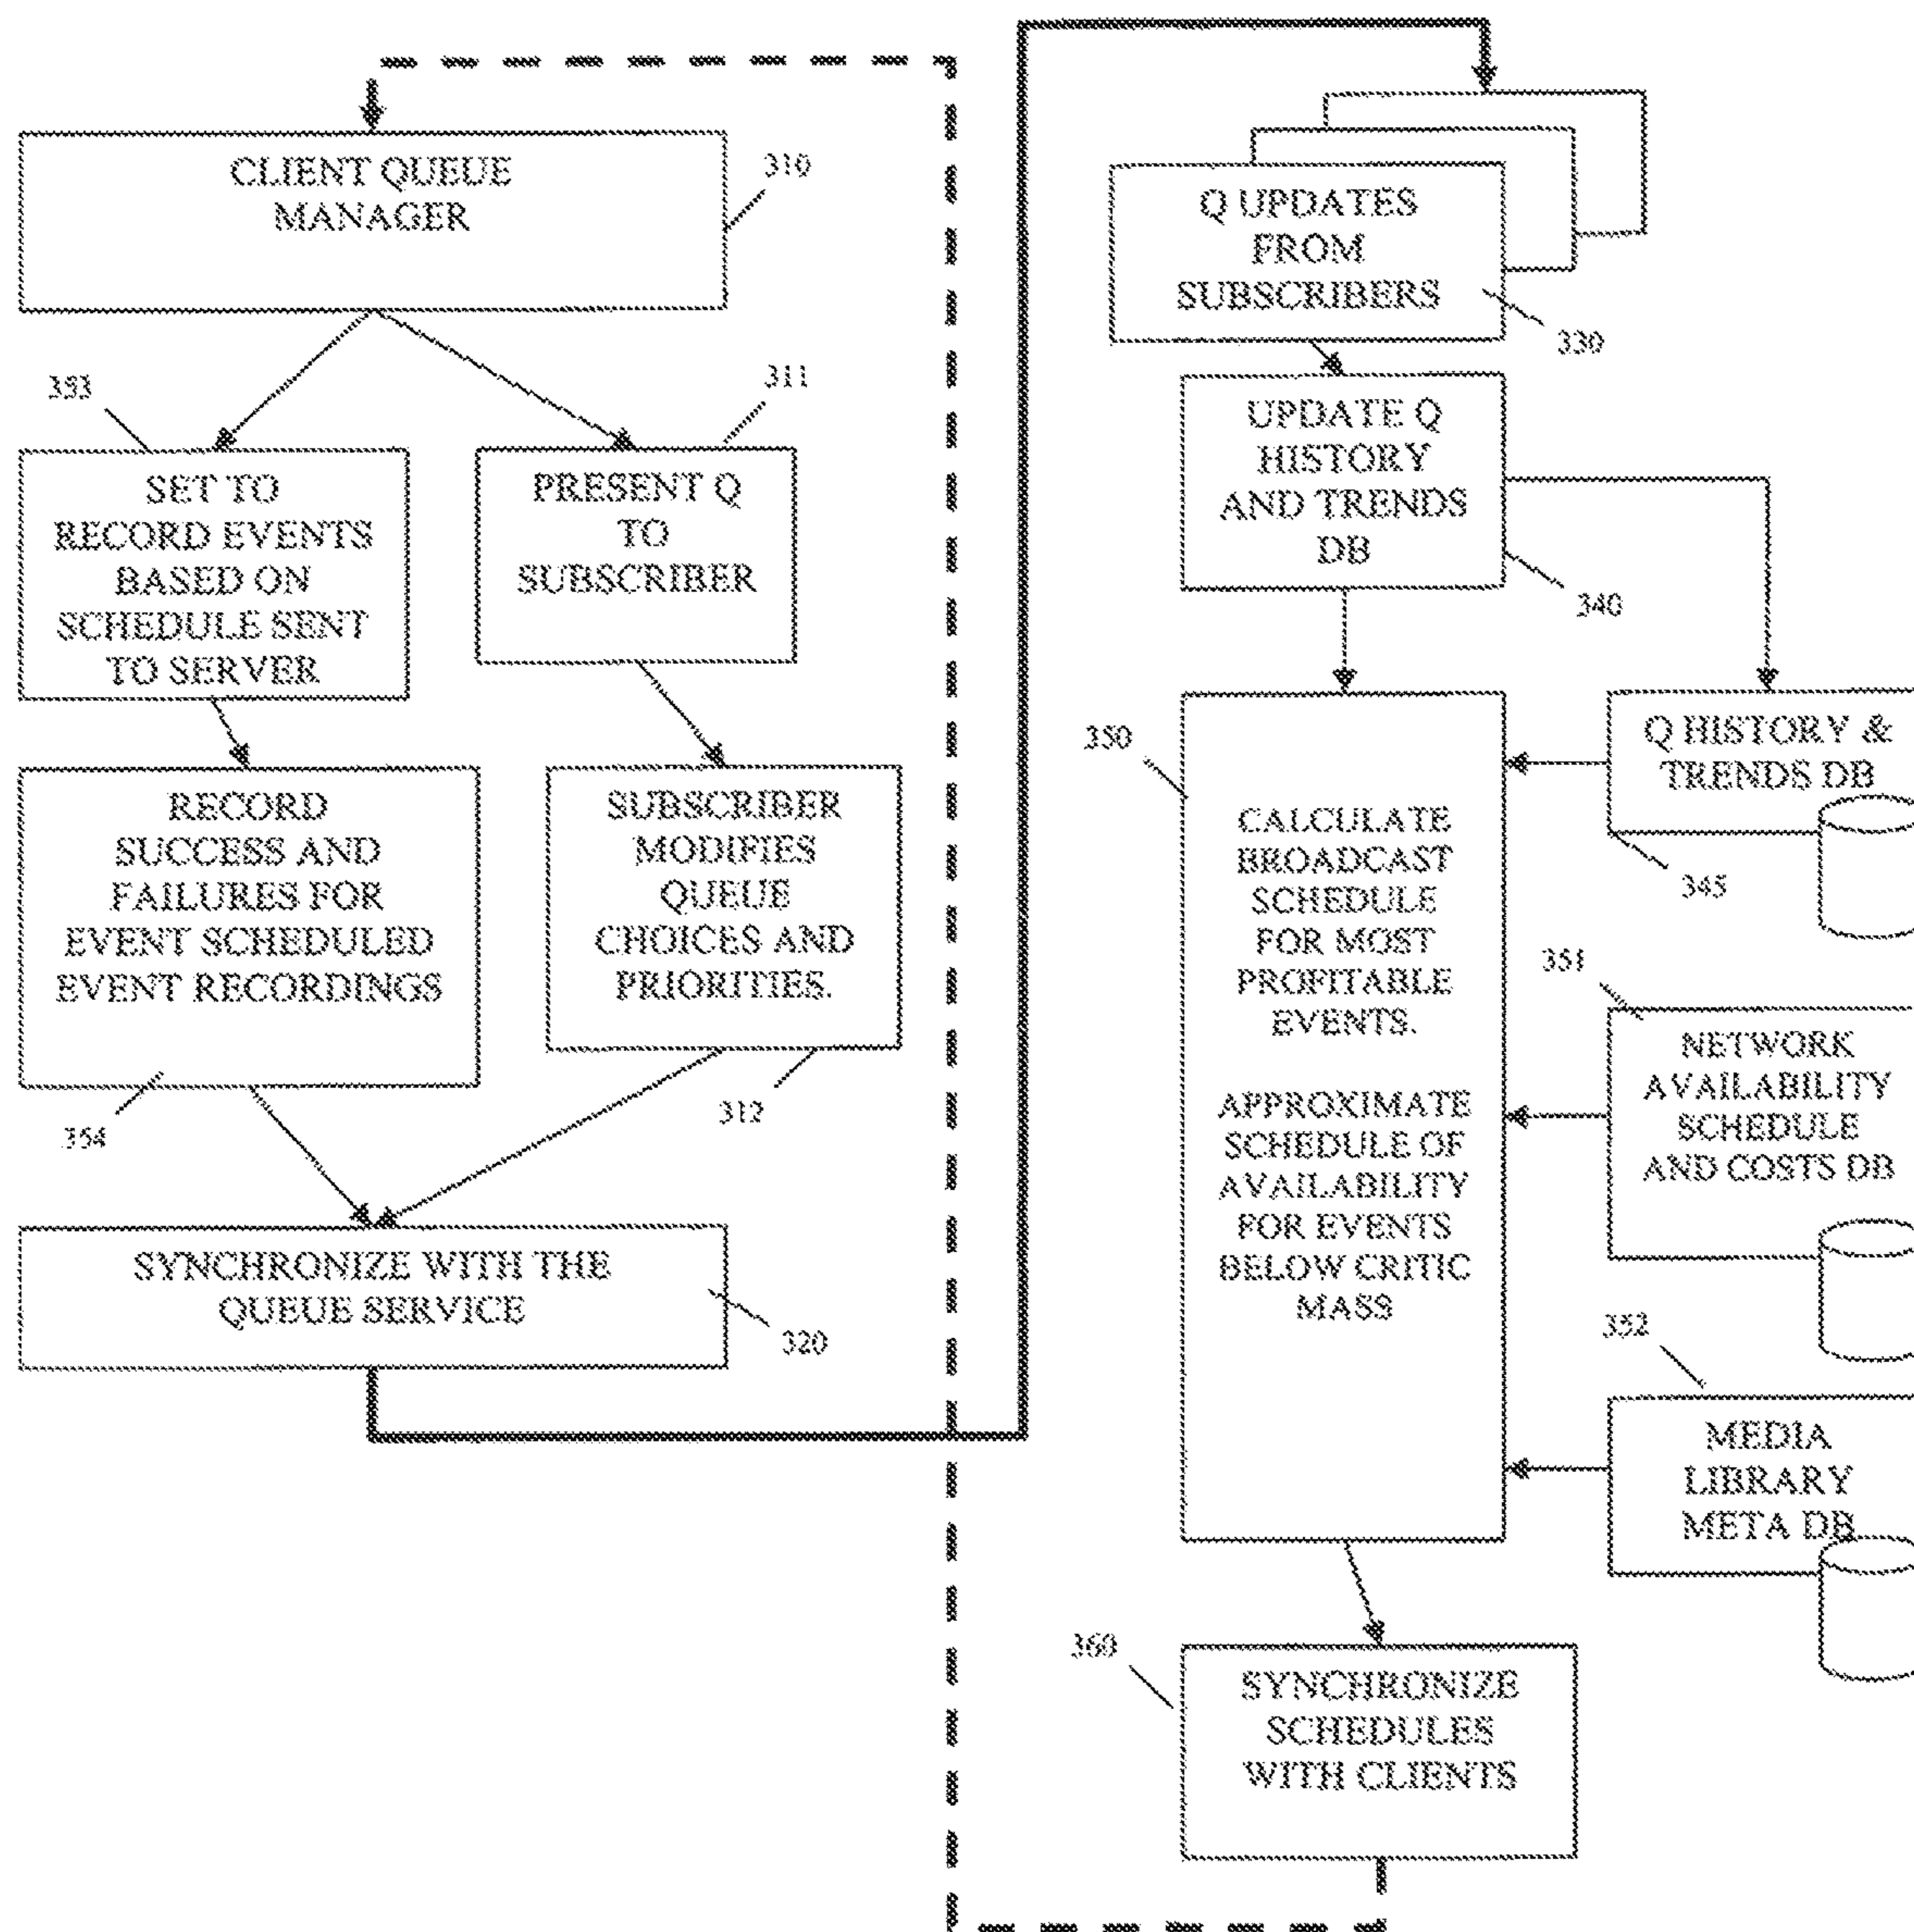 CLIENT QUEUE
MANAGER
310
353
311
SET TO
RECORD EVENTS
BASED ON
SCHEDULE SENT
TO SERVER
PRESENT Q
TO
SUBSCRIBER
RECORD
SUCCESS AND
FAILURES FOR
EVENT SCHEDULED
EVENT RECORDINGS
354
SUBSCRIBER
MODIFIES
QUEUE
CHOICES AND
PRIORITIES.
312
SYNCHRONIZE WITH THE
QUEUE SERVICE
320
Q UPDATES
FROM
SUBSCRIBERS
330
UPDATE Q
HISTORY
AND TRENDS
DB
340
350
CALCULATE
BROADCAST
SCHEDULE
FOR MOST
PROFITABLE
EVENTS.
APPROXIMATE
SCHEDULE OF
AVAILABILITY
FOR EVENTS
BELOW CRITIC
MASS
Q HISTORY &
TRENDS DB
345
351
NETWORK
AVAILABILITY
SCHEDULE
AND COSTS DB
352
MEDIA
LIBRARY
META DB
360
SYNCHRONIZE
SCHEDULES
WITH CLIENTS